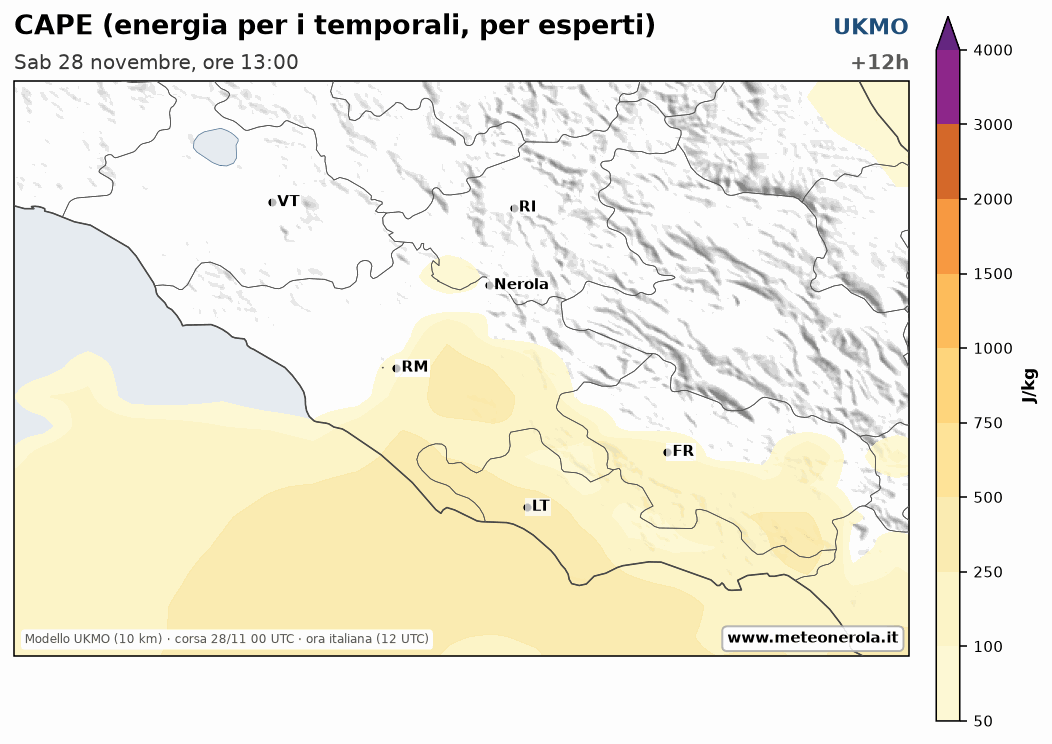 CAPE (energia per i temporali, per esperti)
UKMO
Sab 28 novembre, ore 13:00
+12h
VT
RI
Nerola
RM
FR
LT
Modello UKMO (10 km) · corsa 28/11 00 UTC · ora italiana (12 UTC)
www.meteonerola.it
4000
3000
2000
1500
1000
750
500
250
100
50
J/kg